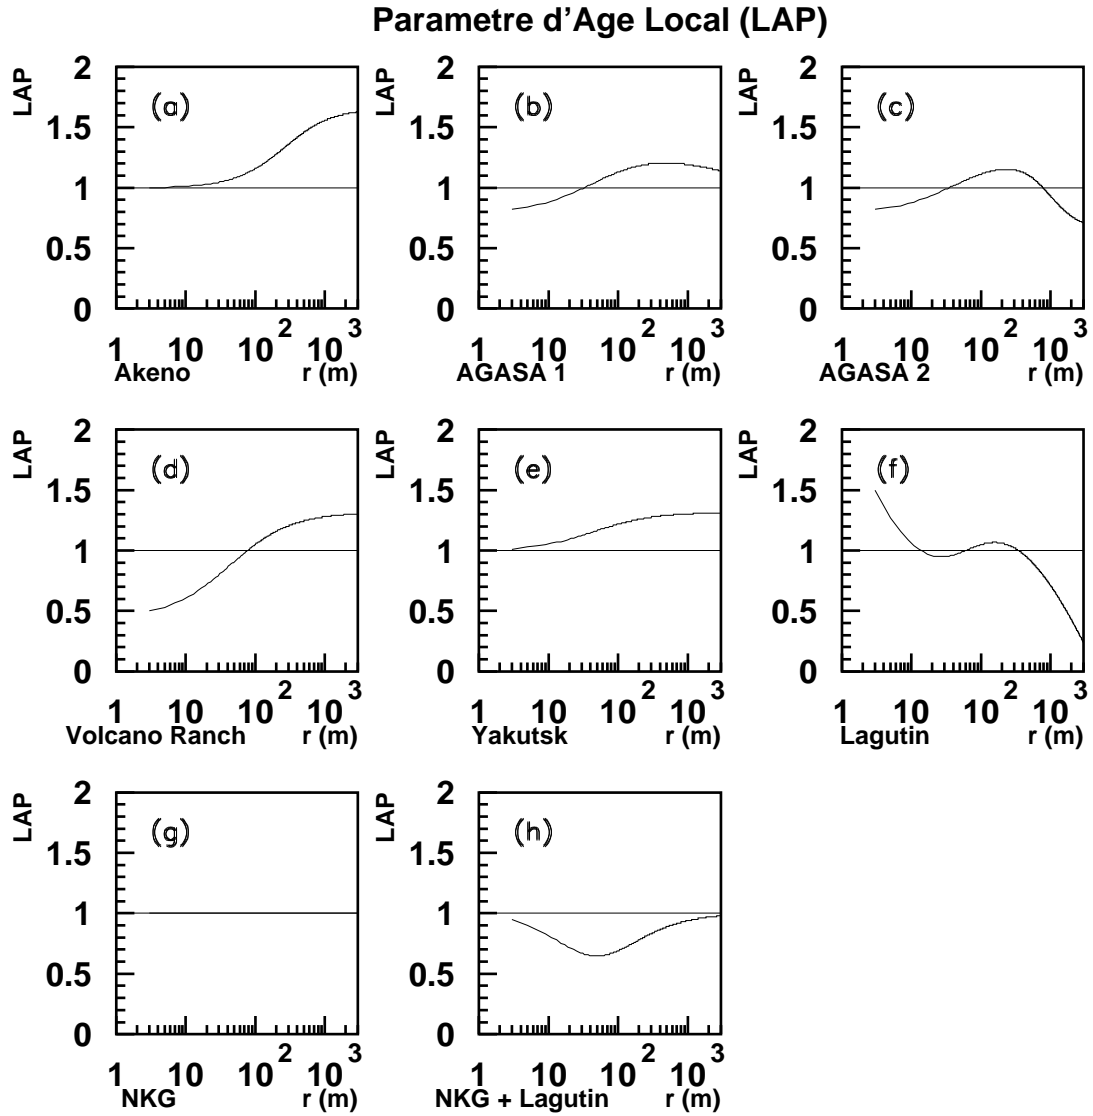 Parametre d'Age Local (LAP)
LAP
2
1.5
1
0.5
0
(a)
1 10 10^2 10^3
Akeno r (m)
LAP
2
1.5
1
0.5
0
(b)
1 10 10^2 10^3
AGASA 1 r (m)
LAP
2
1.5
1
0.5
0
(c)
1 10 10^2 10^3
AGASA 2 r (m)
LAP
2
1.5
1
0.5
0
(d)
1 10 10^2 10^3
Volcano Ranch r (m)
LAP
2
1.5
1
0.5
0
(e)
1 10 10^2 10^3
Yakutsk r (m)
LAP
2
1.5
1
0.5
0
(f)
1 10 10^2 10^3
Lagutin r (m)
LAP
2
1.5
1
0.5
0
(g)
1 10 10^2 10^3
NKG r (m)
LAP
2
1.5
1
0.5
0
(h)
1 10 10^2 10^3
NKG + Lagutin r (m)